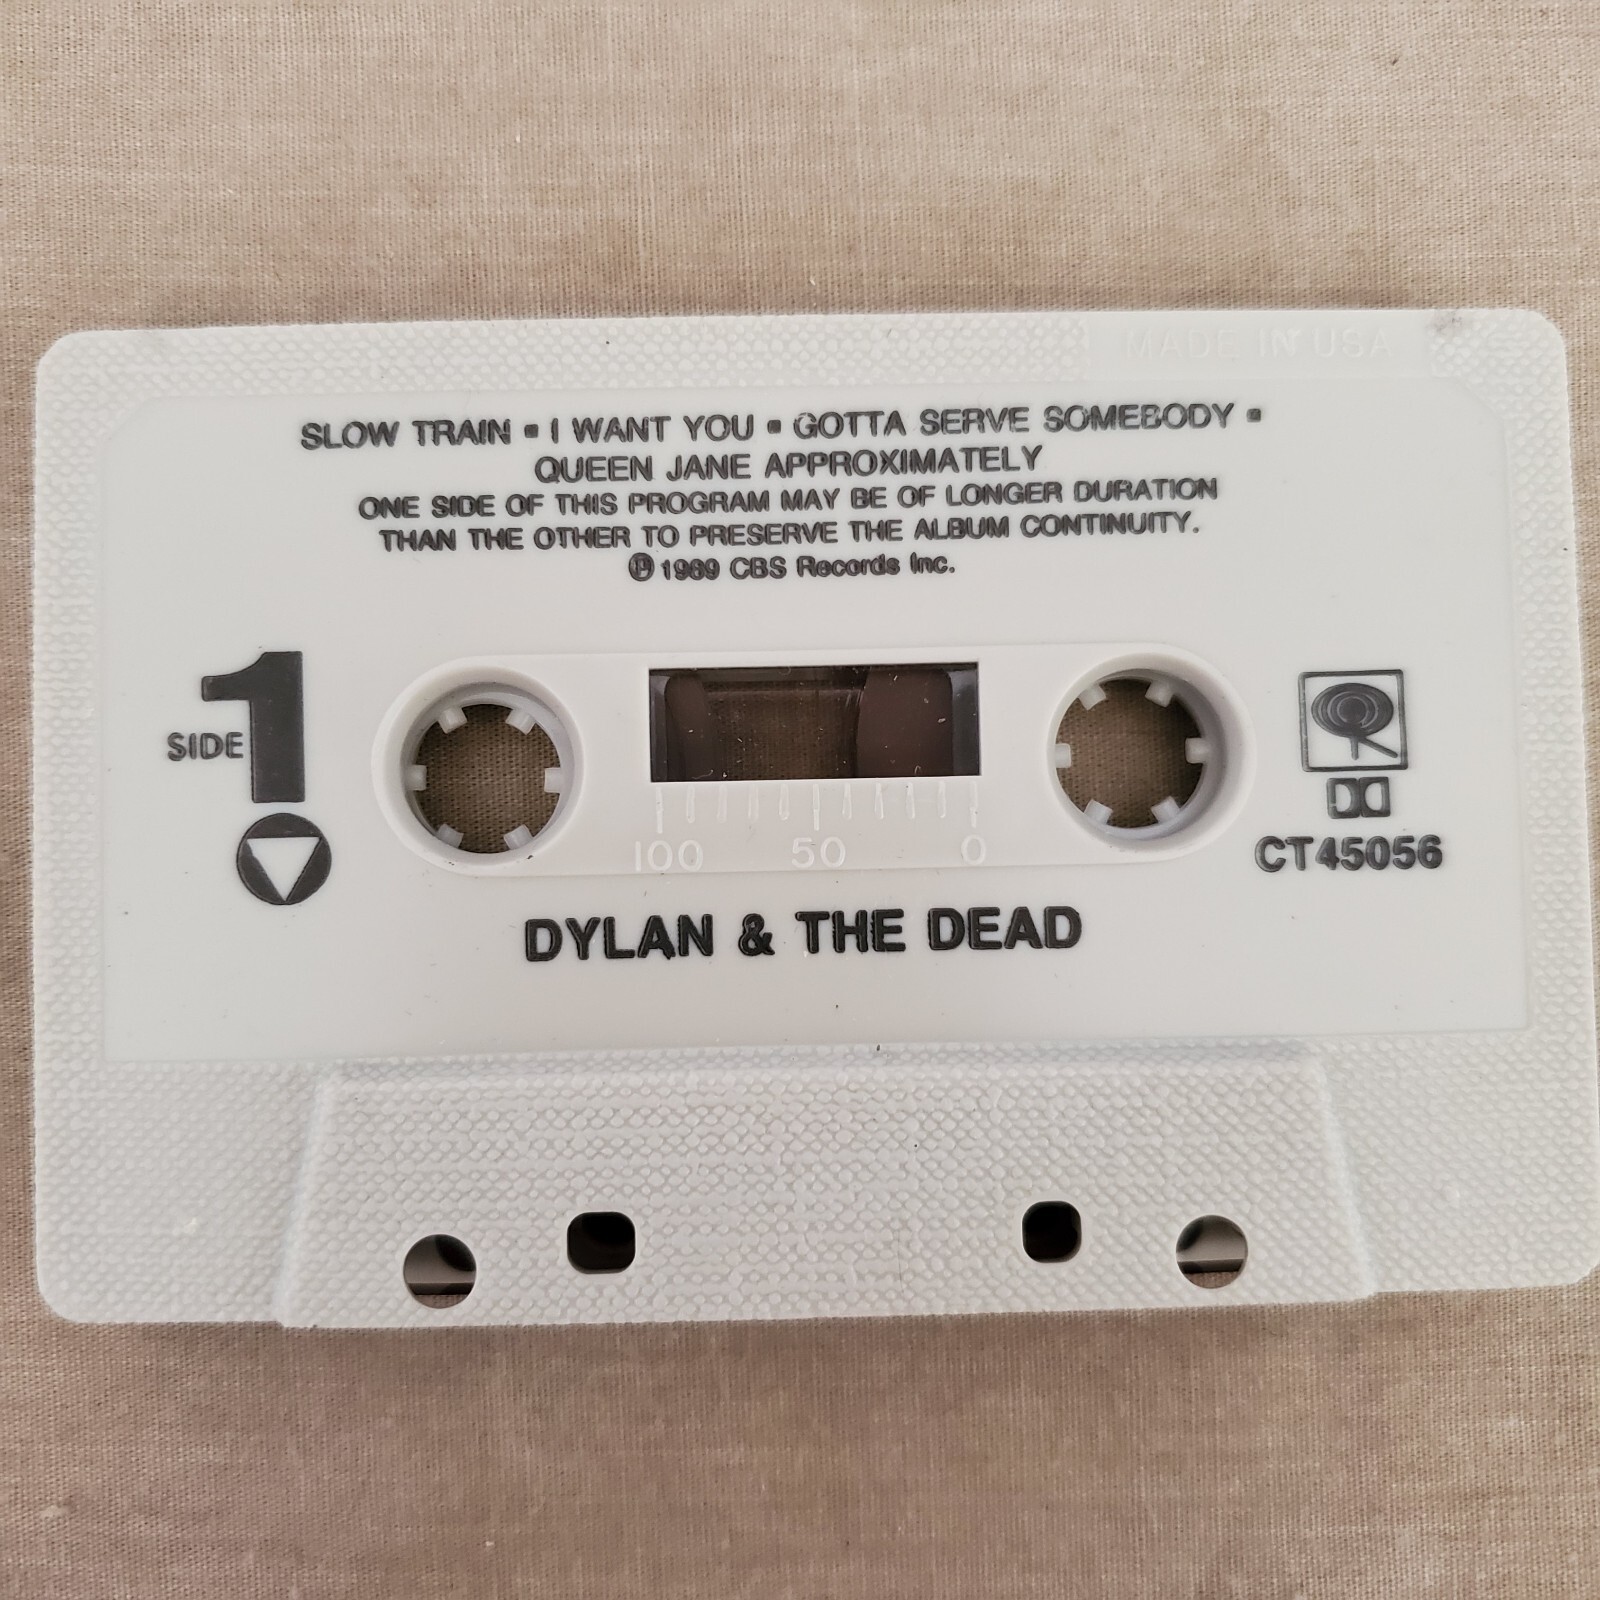 MADE IN USA
SLOW TRAIN ▪ I WANT YOU ▪ GOTTA SERVE SOMEBODY ▪
QUEEN JANE APPROXIMATELY
ONE SIDE OF THIS PROGRAM MAY BE OF LONGER DURATION
THAN THE OTHER TO PRESERVE THE ALBUM CONTINUITY.
℗ 1989 CBS Records Inc.
SIDE 1
100 50 0
CT45056
DYLAN & THE DEAD